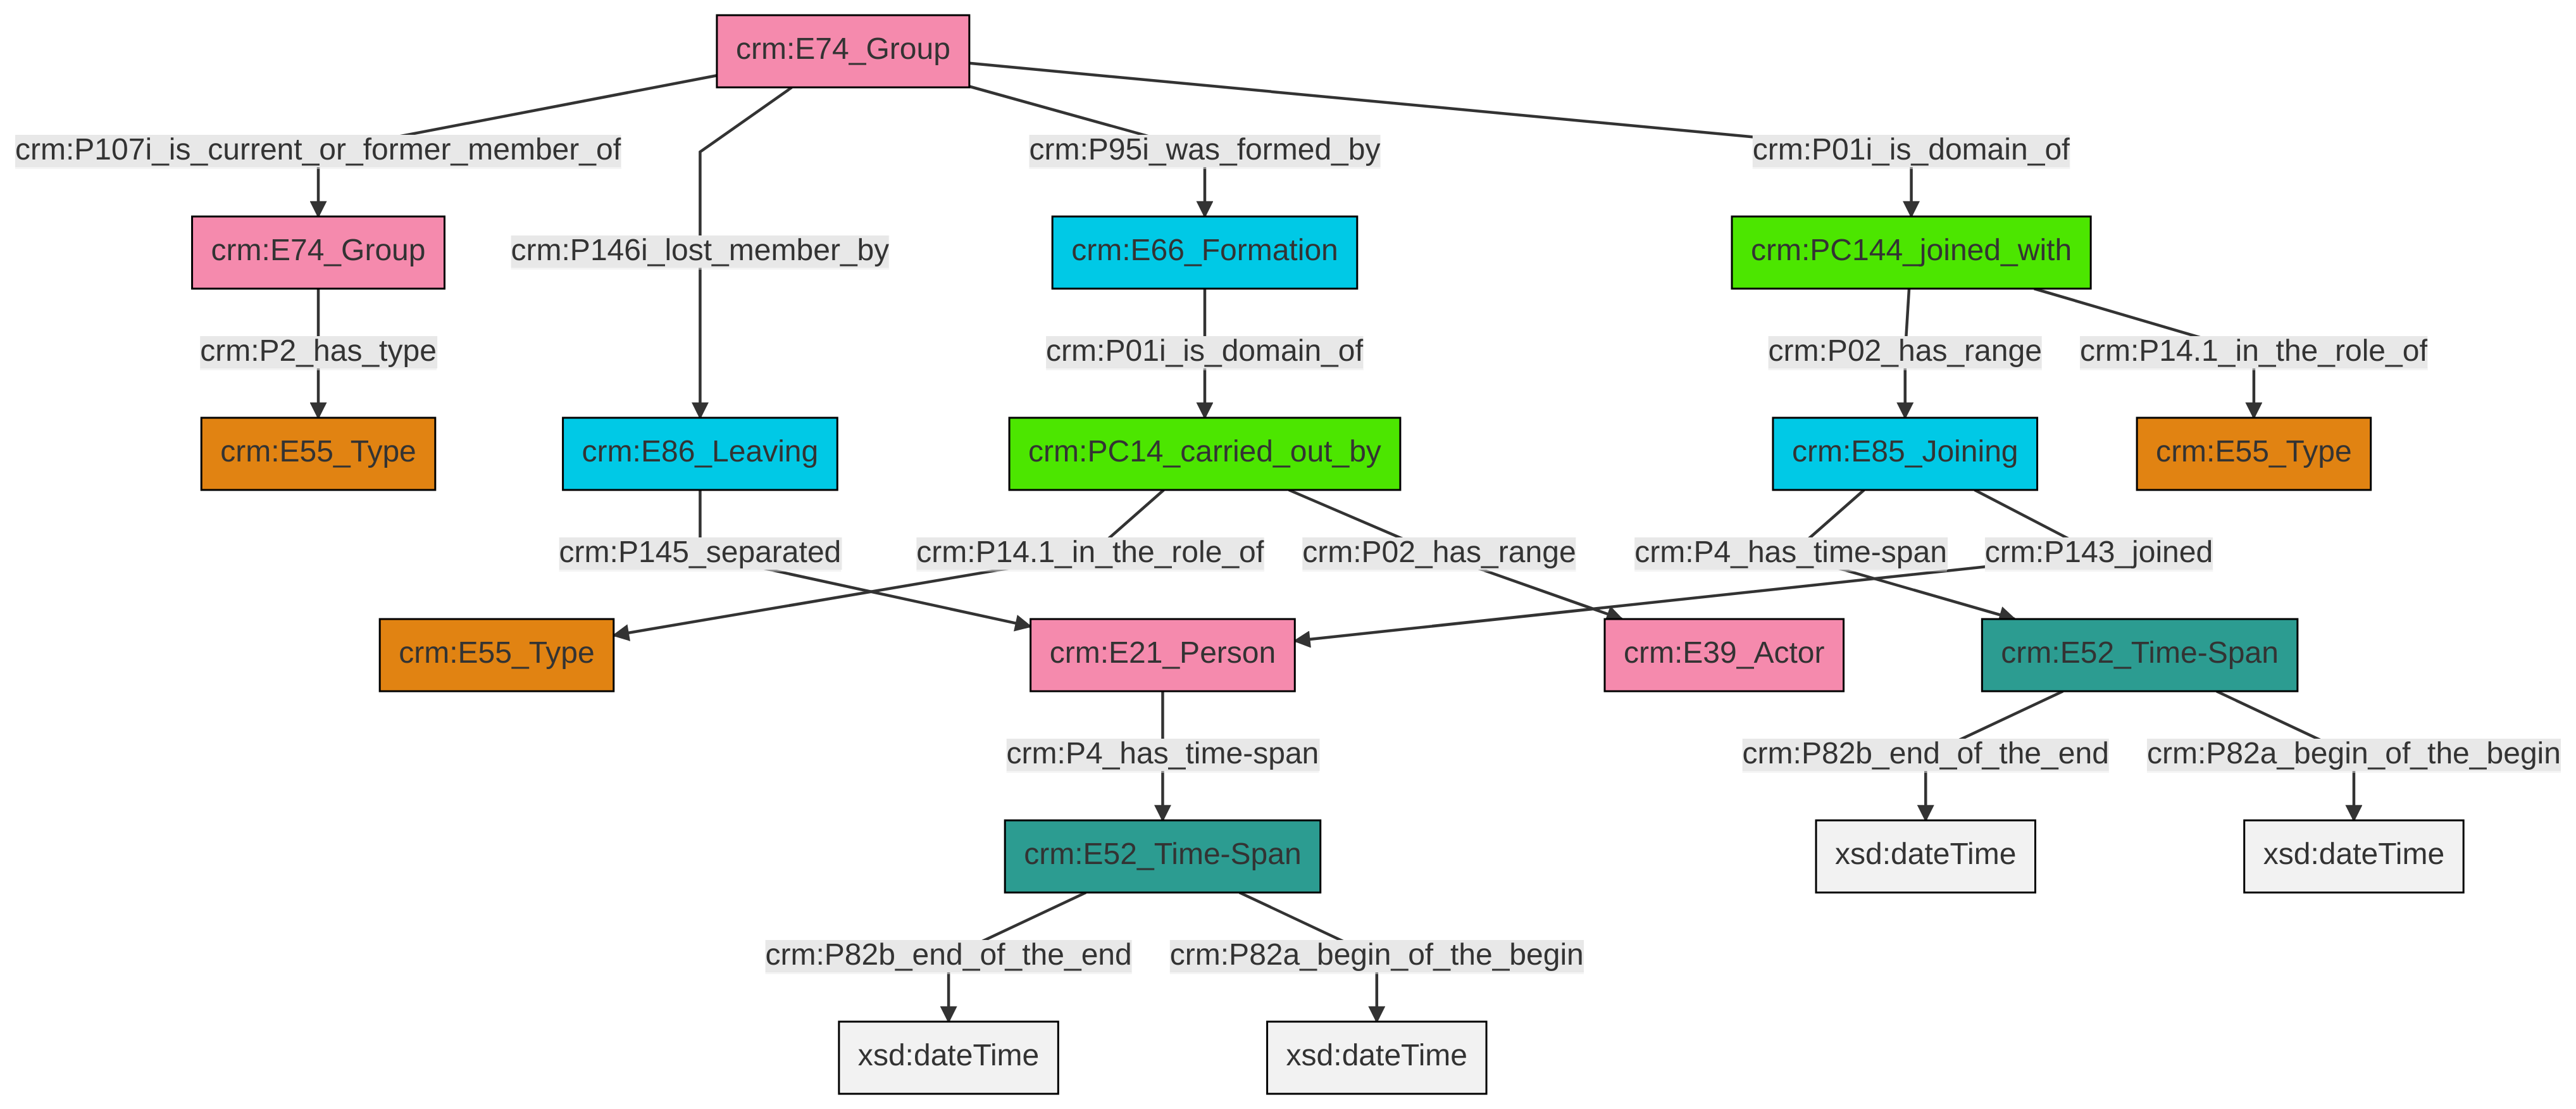 crm:E74_Group
crm:P107i_is_current_or_former_member_of
crm:P95i_was_formed_by
crm:P01i_is_domain_of
crm:E74_Group
crm:P146i_lost_member_by
crm:E66_Formation
crm:PC144_joined_with
crm:P2_has_type
crm:P01i_is_domain_of
crm:P02_has_range
crm:P14.1_in_the_role_of
crm:E55_Type
crm:E86_Leaving
crm:PC14_carried_out_by
crm:E85_Joining
crm:E55_Type
crm:P145_separated
crm:P14.1_in_the_role_of
crm:P02_has_range
crm:P4_has_time-span
crm:P143_joined
crm:E55_Type
crm:E21_Person
crm:E39_Actor
crm:E52_Time-Span
crm:P4_has_time-span
crm:P82b_end_of_the_end
crm:P82a_begin_of_the_begin
crm:E52_Time-Span
xsd:dateTime
xsd:dateTime
crm:P82b_end_of_the_end
crm:P82a_begin_of_the_begin
xsd:dateTime
xsd:dateTime